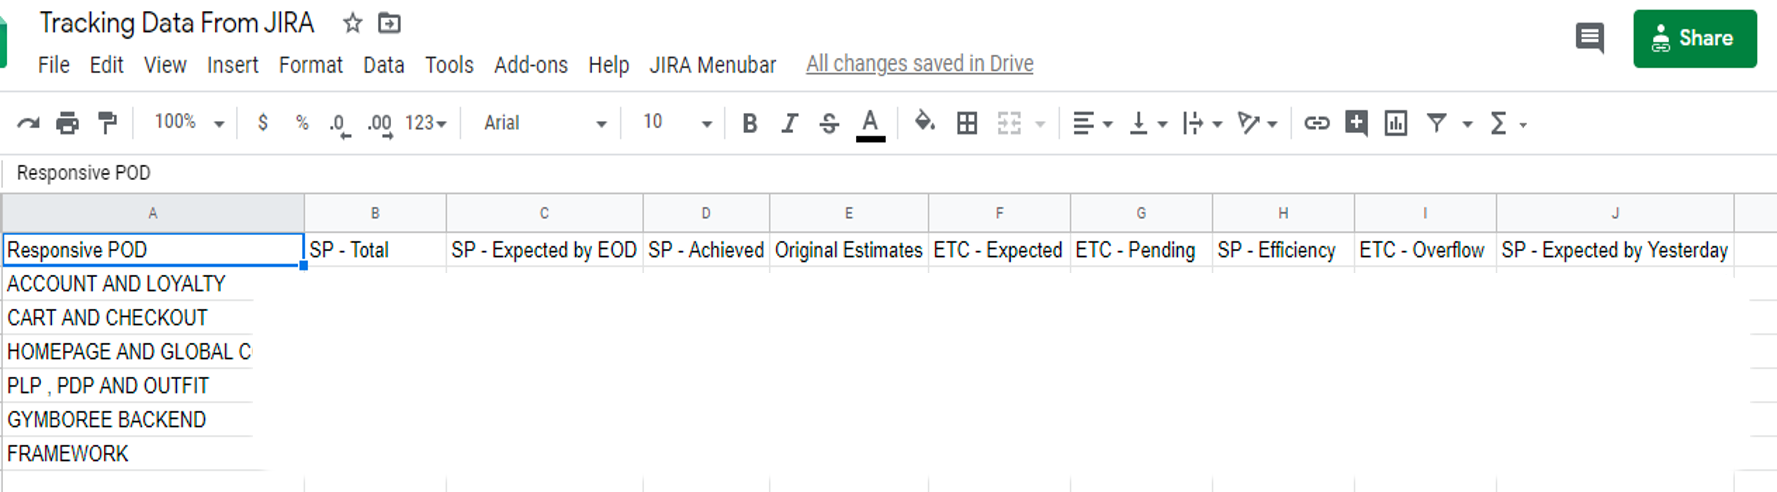 Tracking Data From JIRA
Share
File Edit View Insert Format Data Tools Add-ons Help JIRA Menubar All changes saved in Drive
100% $ % .0 .00 123 Arial 10 B I S A Σ
Responsive POD
A B C D E F G H I J
Responsive POD SP - Total SP - Expected by EOD SP - Achieved Original Estimates ETC - Expected ETC - Pending SP - Efficiency ETC - Overflow SP - Expected by Yesterday
ACCOUNT AND LOYALTY
CART AND CHECKOUT
HOMEPAGE AND GLOBAL C
PLP , PDP AND OUTFIT
GYMBOREE BACKEND
FRAMEWORK